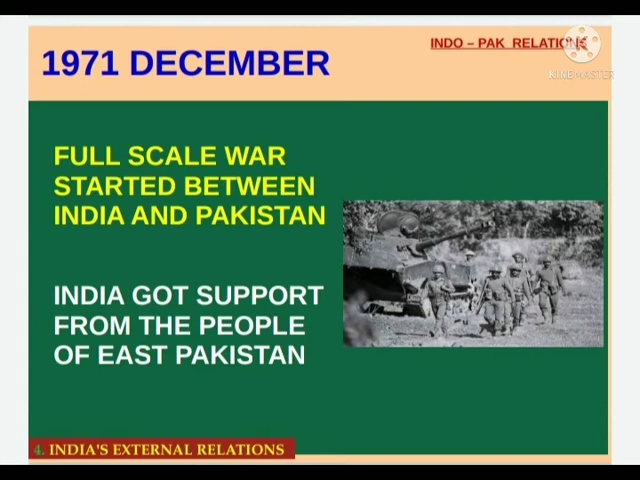 INDO – PAK RELATIONS
KINEMASTER
1971 DECEMBER
FULL SCALE WAR
STARTED BETWEEN
INDIA AND PAKISTAN
INDIA GOT SUPPORT
FROM THE PEOPLE
OF EAST PAKISTAN
4. INDIA'S EXTERNAL RELATIONS